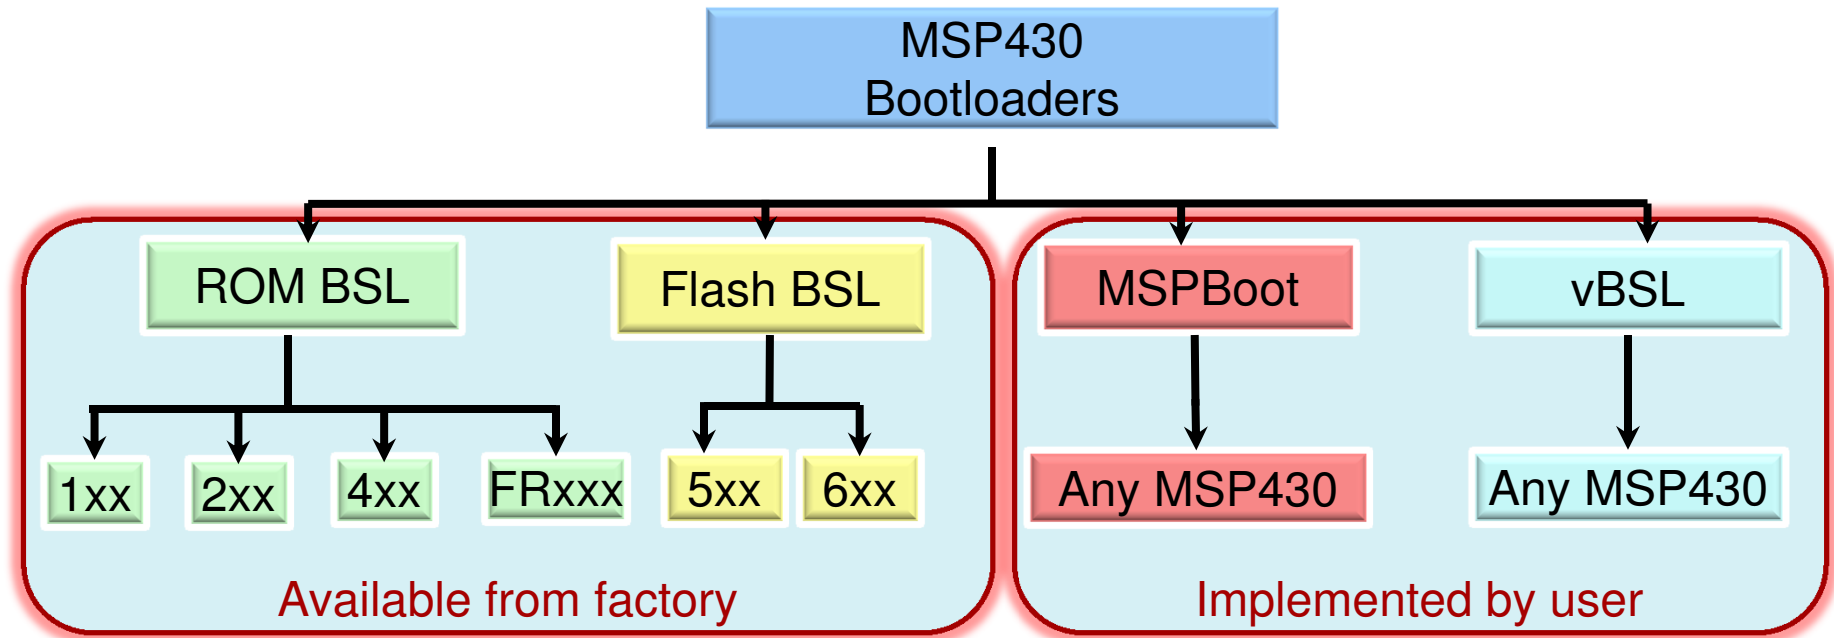 MSP430
Bootloaders
ROM BSL
Flash BSL
MSPBoot
vBSL
1xx
2xx
4xx
FRxxx
5xx
6xx
Any MSP430
Any MSP430
Available from factory
Implemented by user